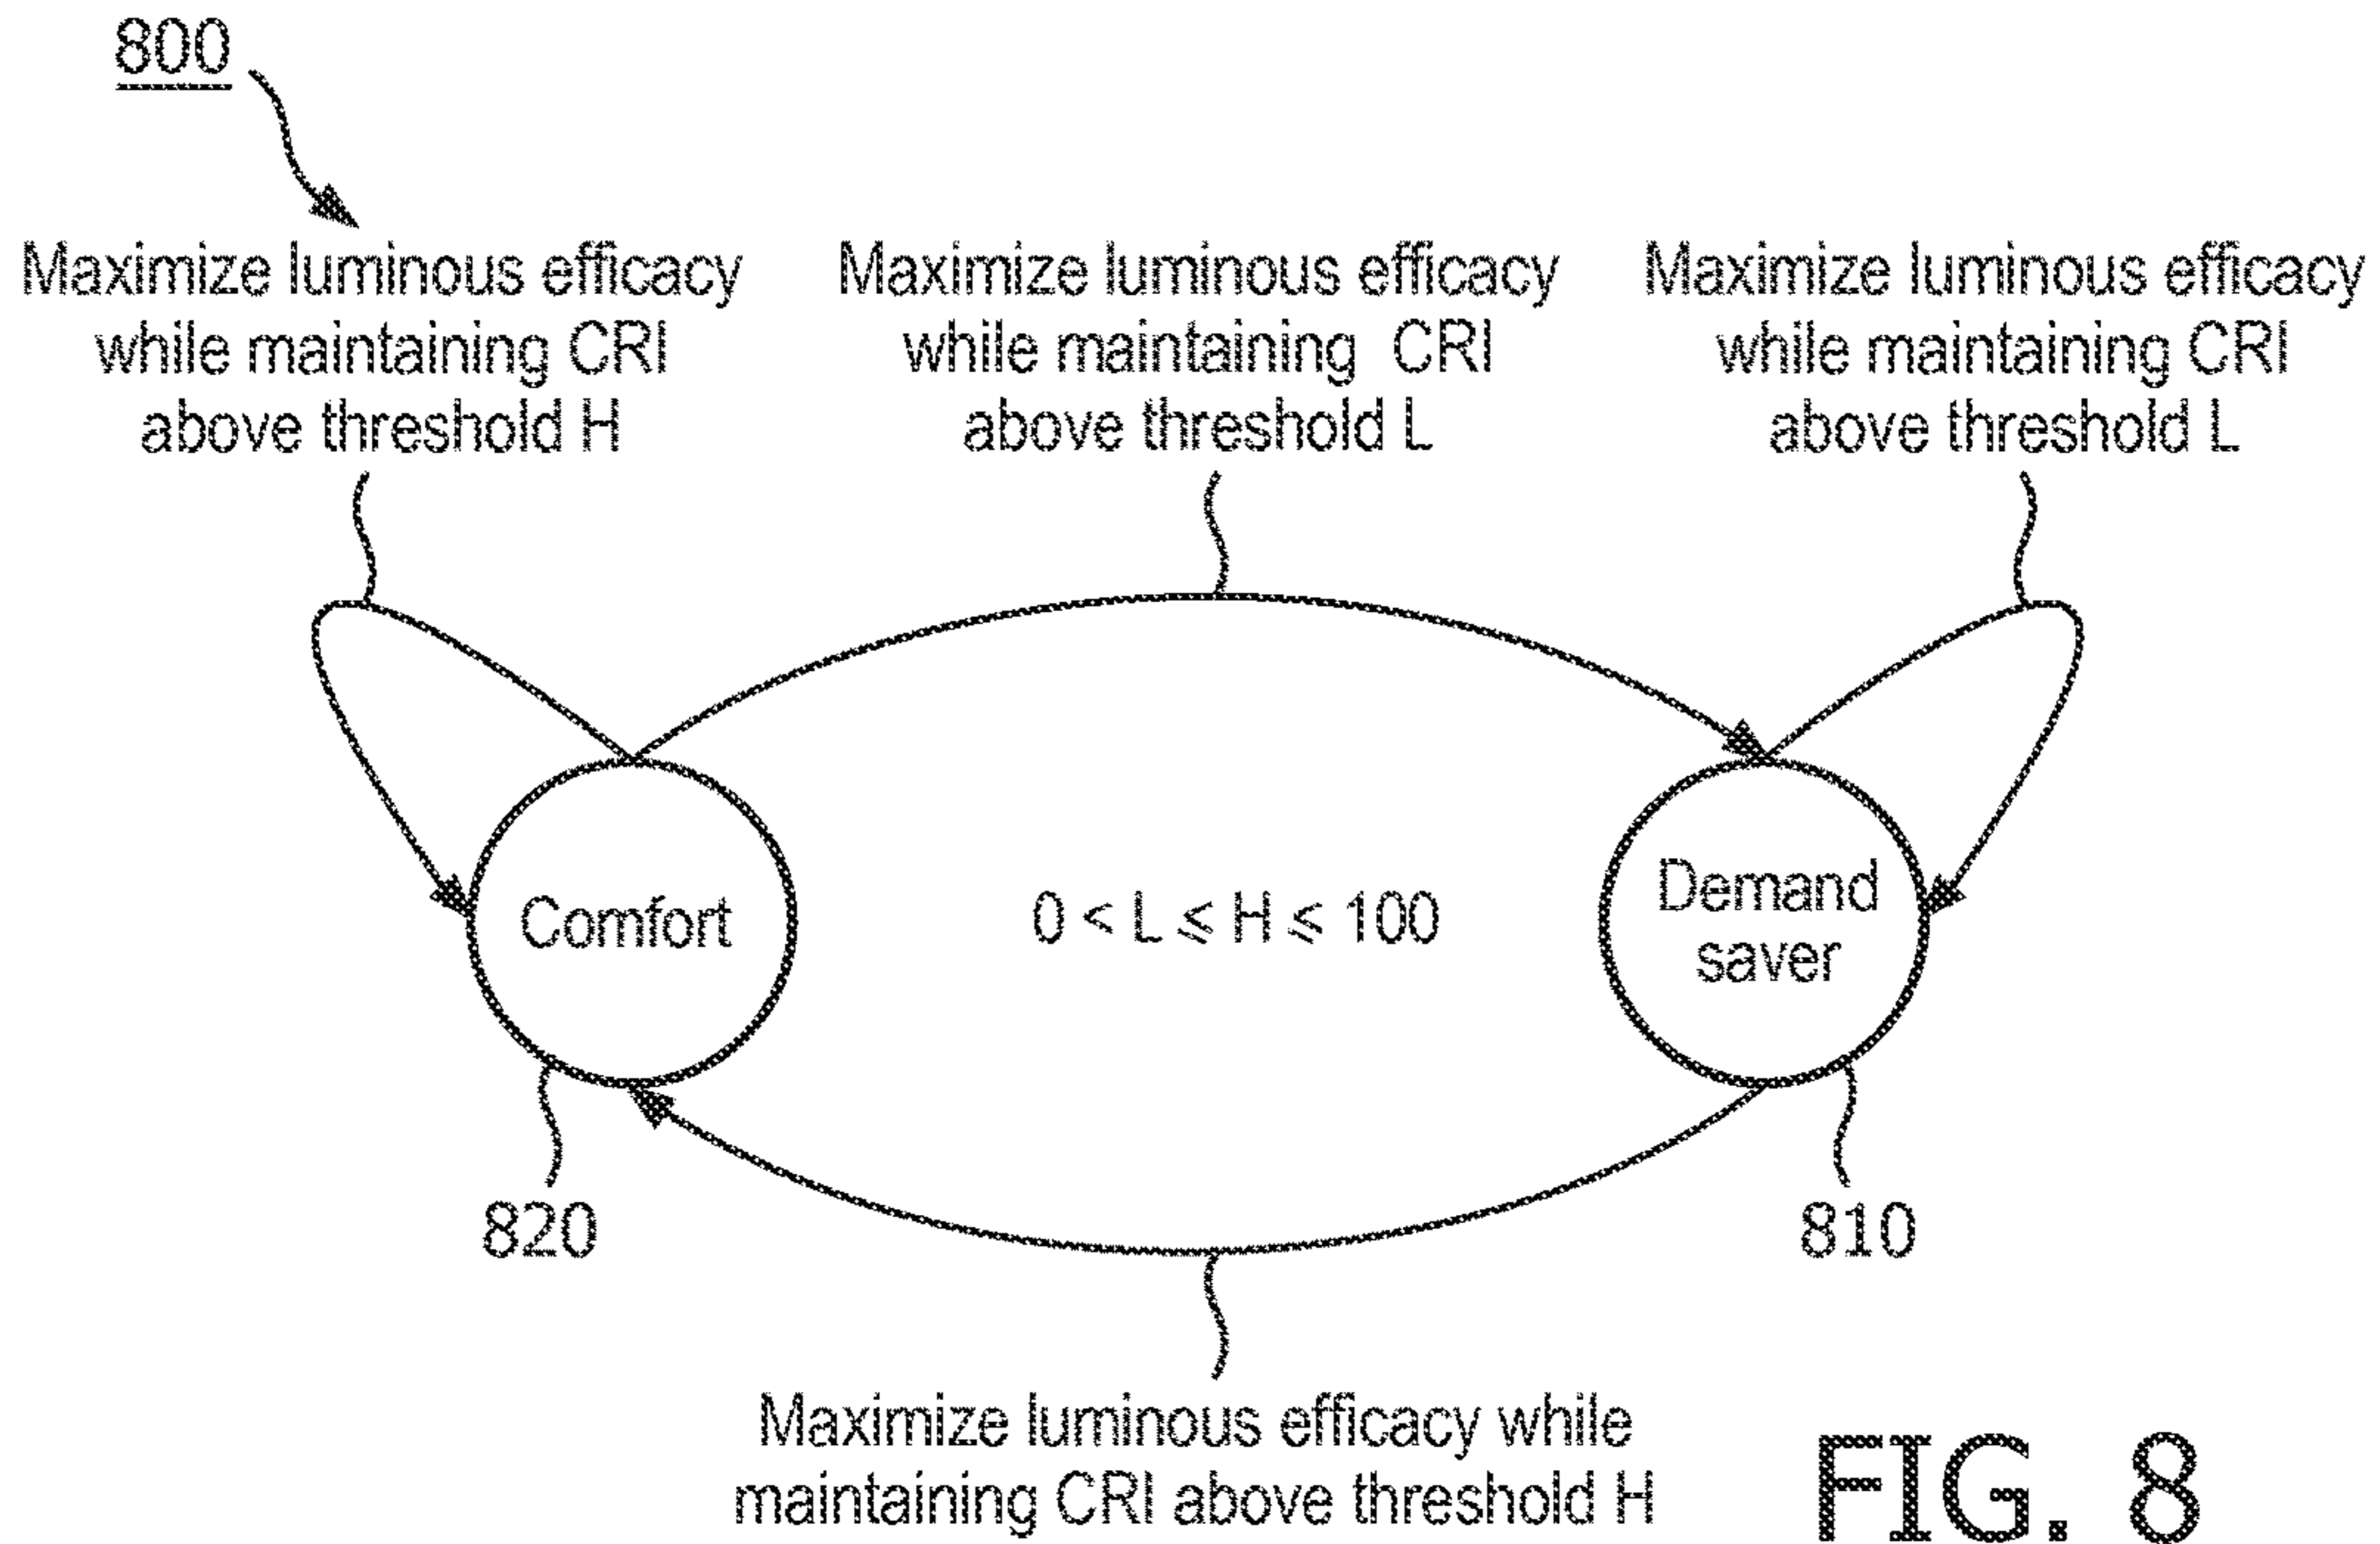 800
Maximize luminous efficacy
while maintaining CRI
above threshold H
Maximize luminous efficacy
while maintaining CRI
above threshold L
Maximize luminous efficacy
while maintaining CRI
above threshold L
Comfort
0 < L ⩽ H ⩽ 100
Demand
saver
820
810
Maximize luminous efficacy while
maintaining CRI above threshold H
FIG. 8